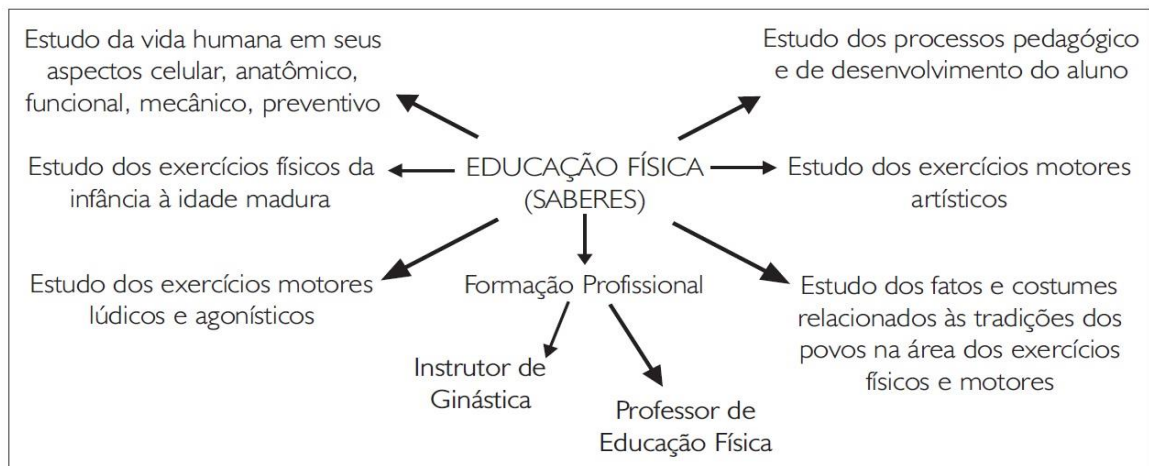 Estudo da vida humana em seus
aspectos celular, anatômico,
funcional, mecânico, preventivo
Estudo dos processos pedagógico
e de desenvolvimento do aluno
Estudo dos exercícios físicos da
infância à idade madura
EDUCAÇÃO FÍSICA
(SABERES)
Estudo dos exercícios motores
artísticos
Estudo dos exercícios motores
lúdicos e agonísticos
Formação Profissional
Estudo dos fatos e costumes
relacionados às tradições dos
povos na área dos exercícios
físicos e motores
Instrutor de
Ginástica
Professor de
Educação Física